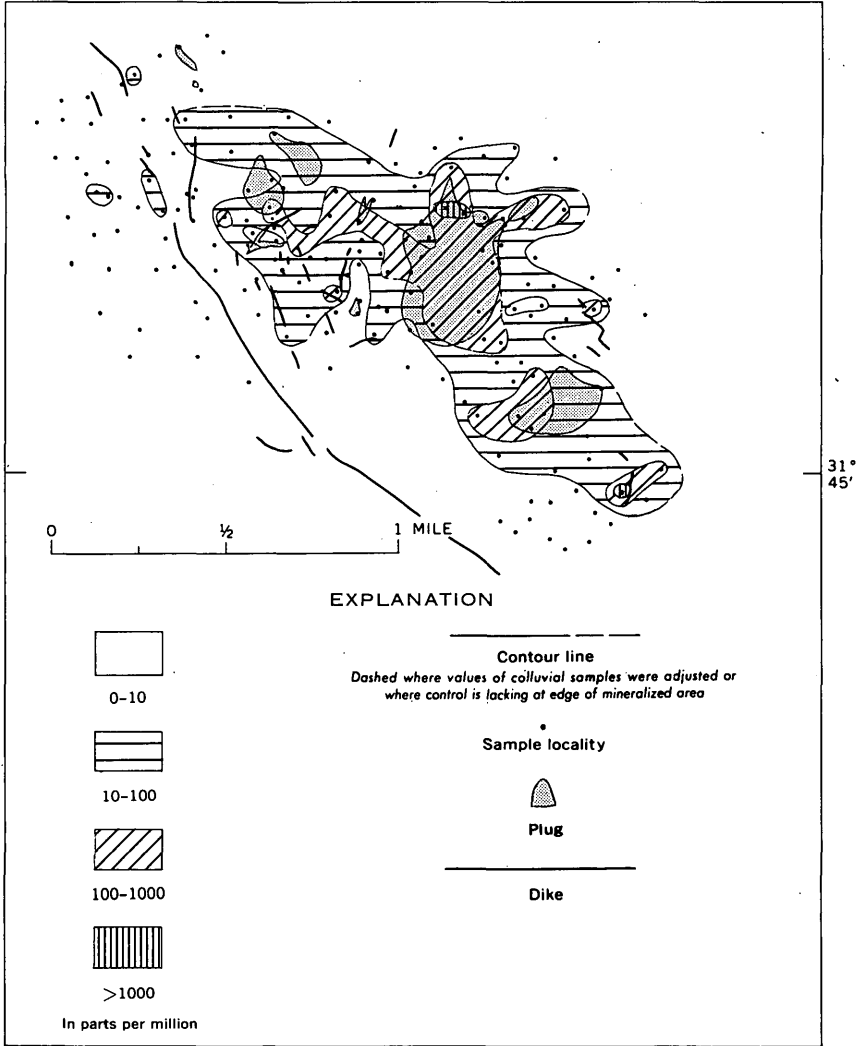 31°
45'
0 ½ 1 MILE
EXPLANATION
0-10
10-100
100-1000
>1000
In parts per million
Contour line
Dashed where values of colluvial samples were adjusted or
where control is lacking at edge of mineralized area
Sample locality
Plug
Dike